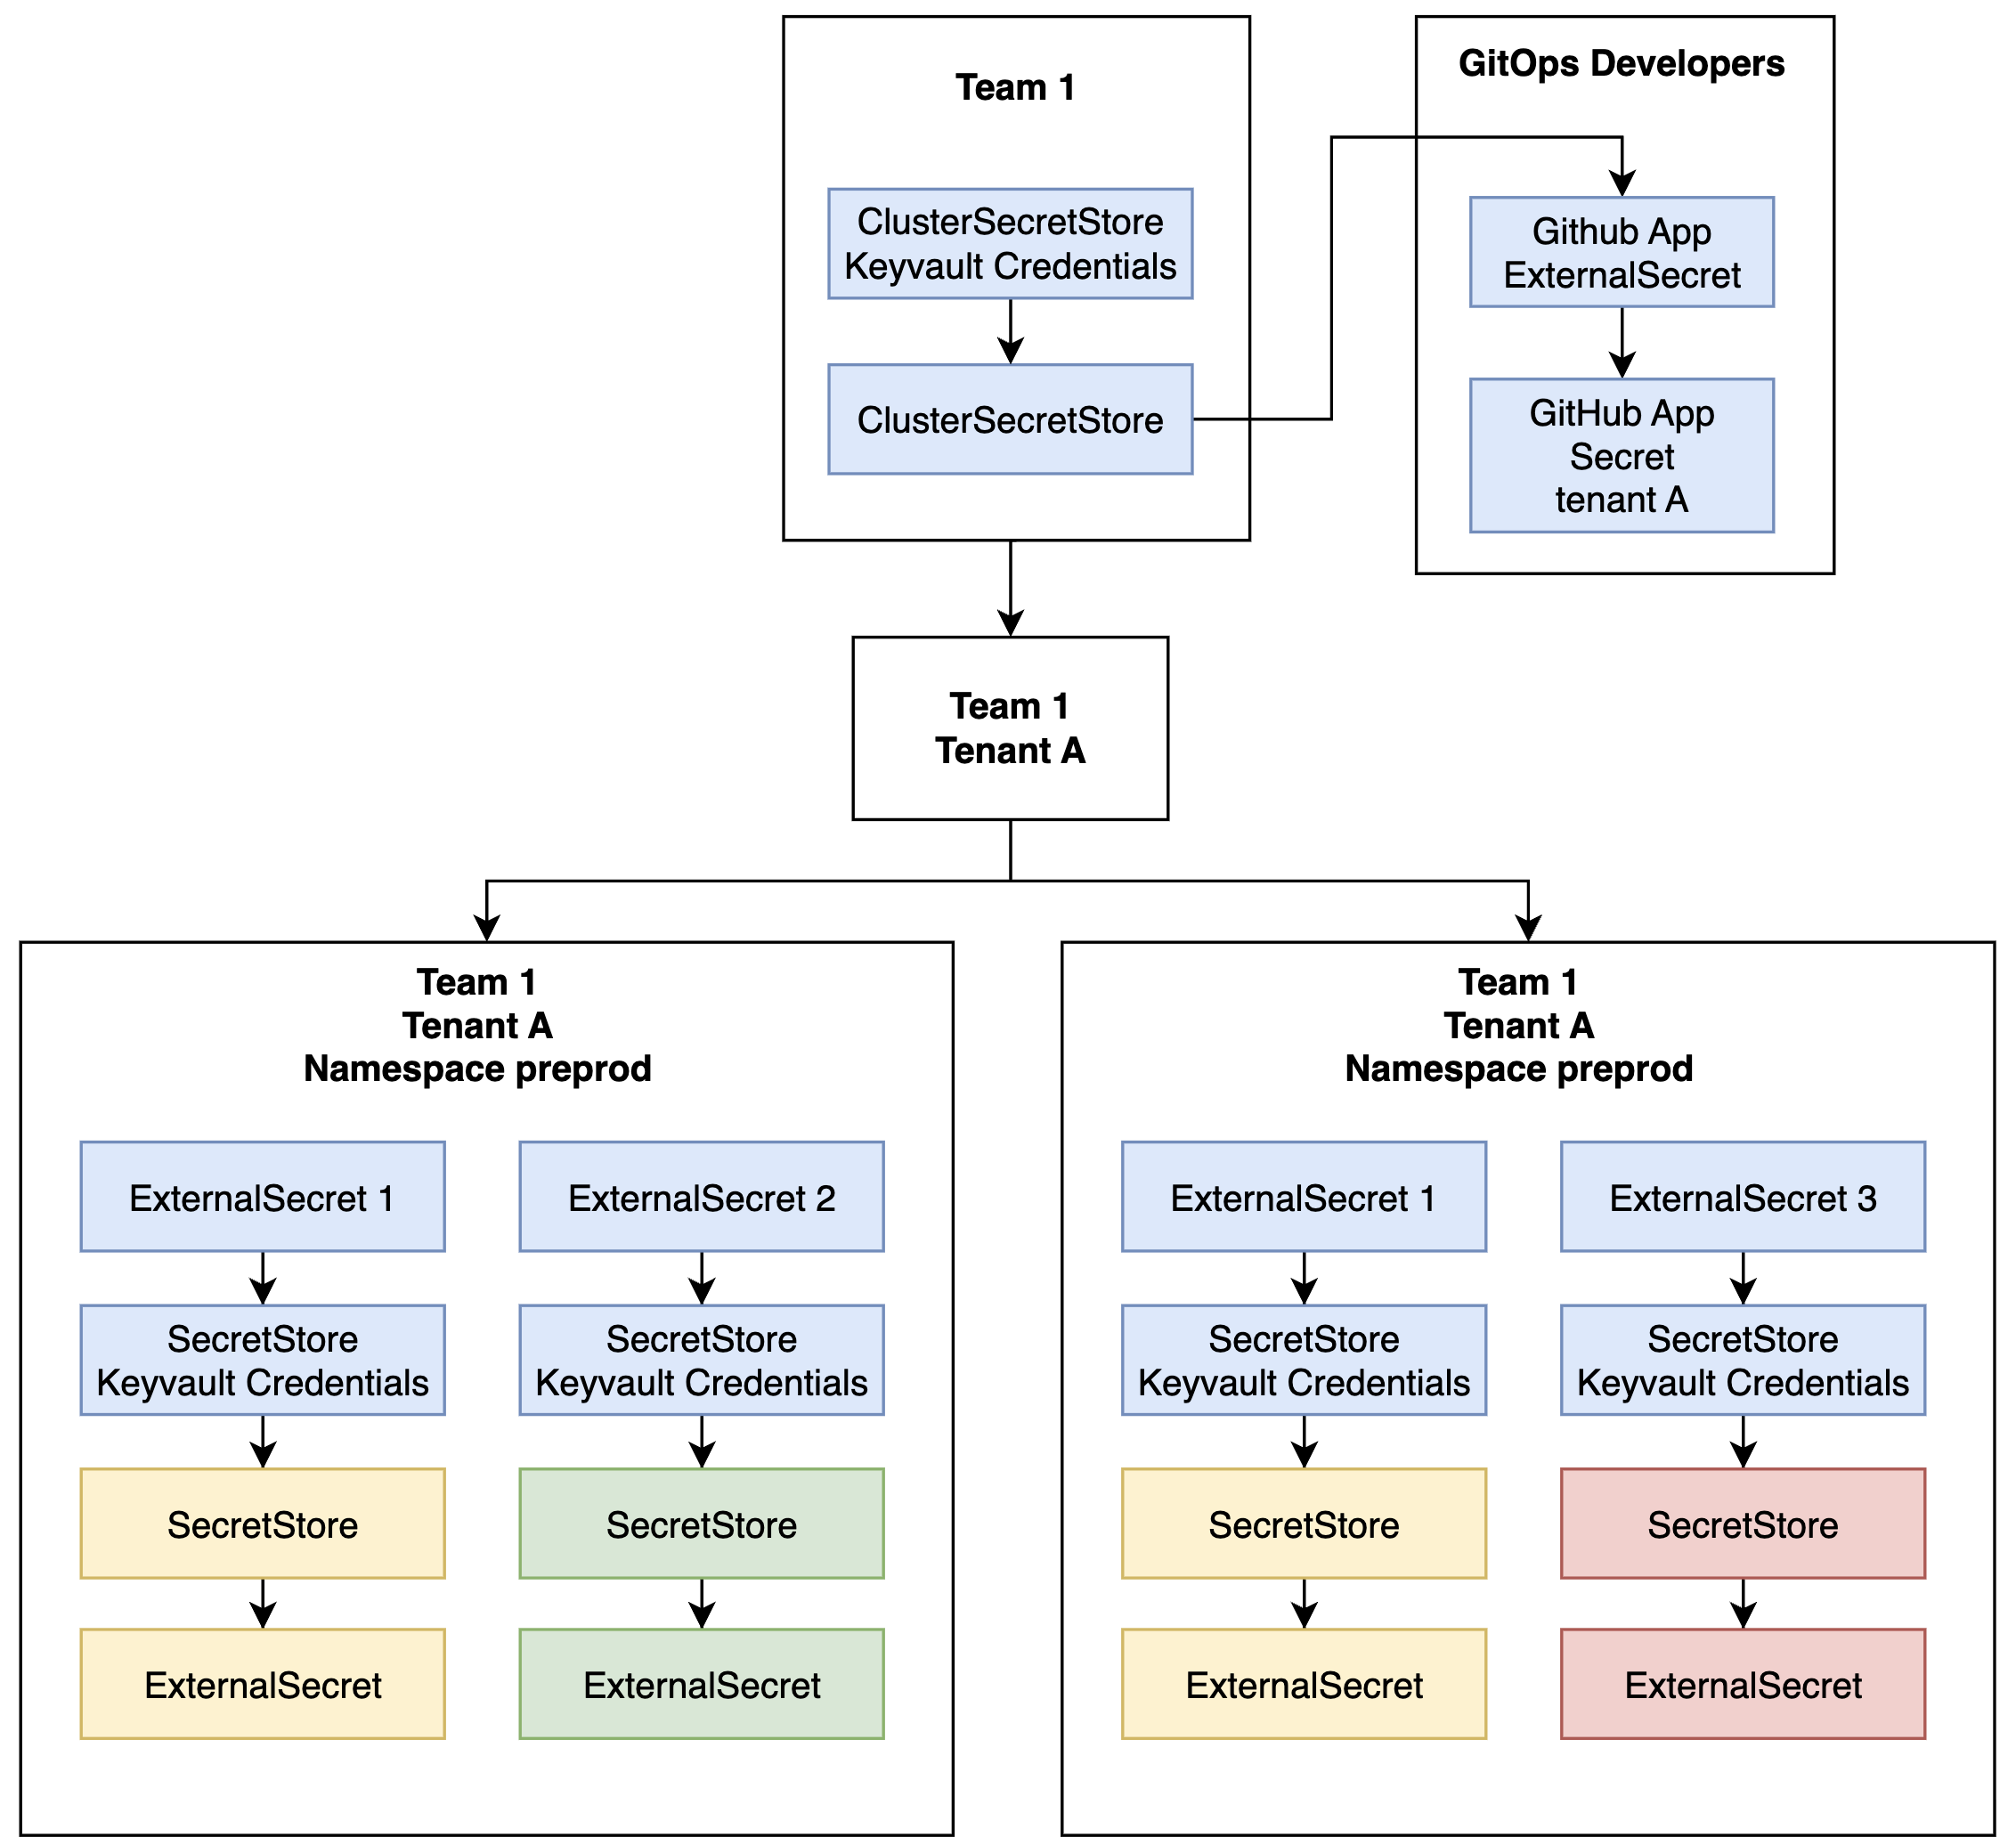 Team 1
ClusterSecretStore
Keyvault Credentials
ClusterSecretStore
GitOps Developers
Github App
ExternalSecret
GitHub App
Secret
tenant A
Team 1
Tenant A
Team 1
Tenant A
Namespace preprod
ExternalSecret 1
SecretStore
Keyvault Credentials
SecretStore
ExternalSecret
ExternalSecret 2
SecretStore
Keyvault Credentials
SecretStore
ExternalSecret
Team 1
Tenant A
Namespace preprod
ExternalSecret 1
SecretStore
Keyvault Credentials
SecretStore
ExternalSecret
ExternalSecret 3
SecretStore
Keyvault Credentials
SecretStore
ExternalSecret